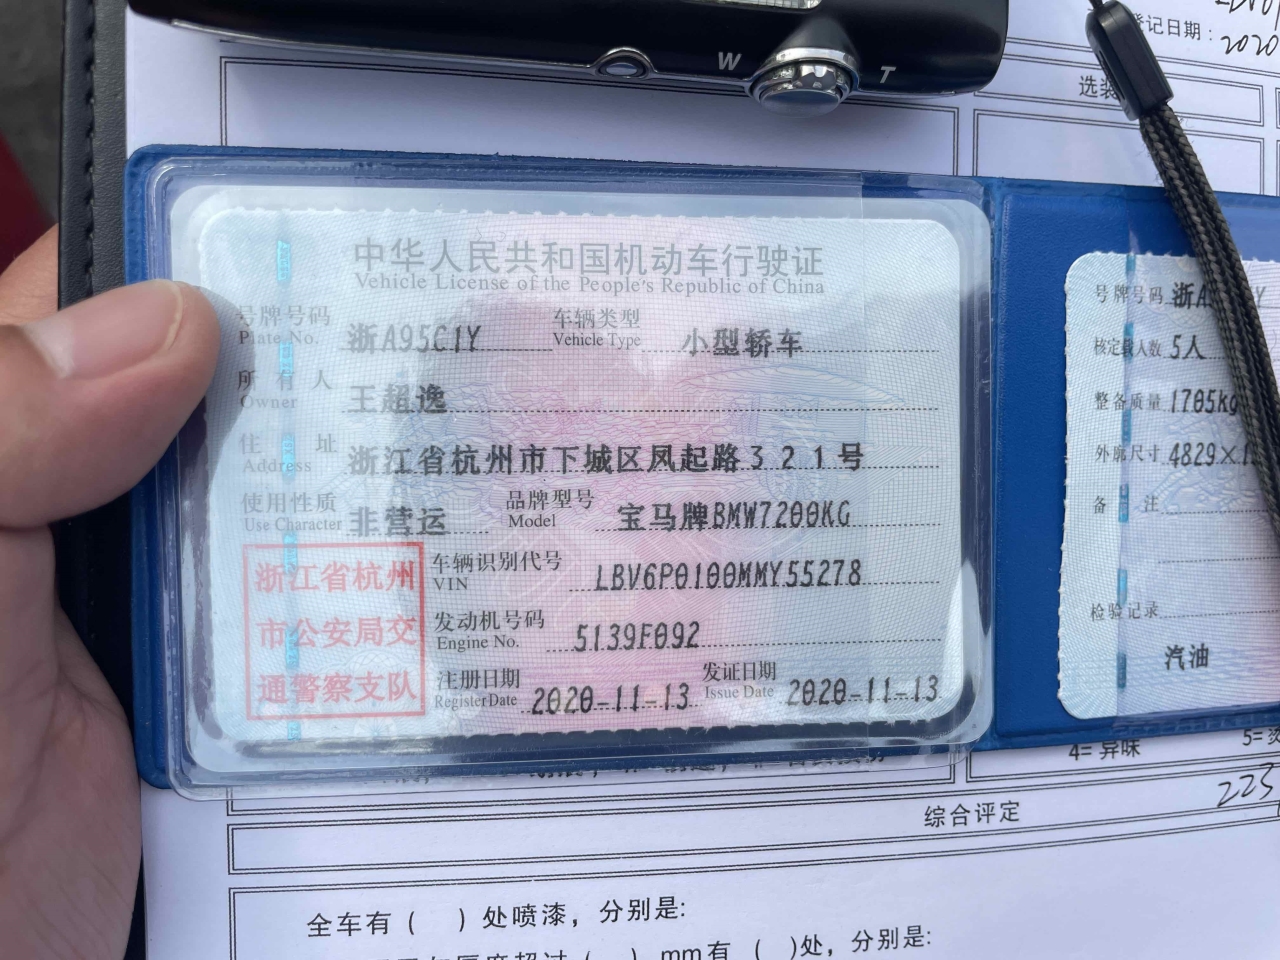 W T
登记日期：
2020
选装
中华人民共和国机动车行驶证
Vehicle License of the People's Republic of China
号牌号码 浙A95C1Y 车辆类型 小型轿车
Plate No. Vehicle Type
所有人 王超逸
Owner
住址 浙江省杭州市下城区凤起路321号
Address
使用性质 非营运 品牌型号 宝马牌BMW7200KG
Use Character Model
浙江省杭州
市公安局交
通警察支队
车辆识别代号 LBV6P0100MMY55278
VIN
发动机号码 5139F092
Engine No.
注册日期 2020-11-13 发证日期 2020-11-13
Register Date Issue Date
号牌号码 浙A
核定载人数 5人
整备质量 1705kg
外廓尺寸 4829×1
备注
检验记录
汽油
4= 异味 5=
综合评定
225
全车有（ ）处喷漆，分别是:
mm有（ ）处，分别是: